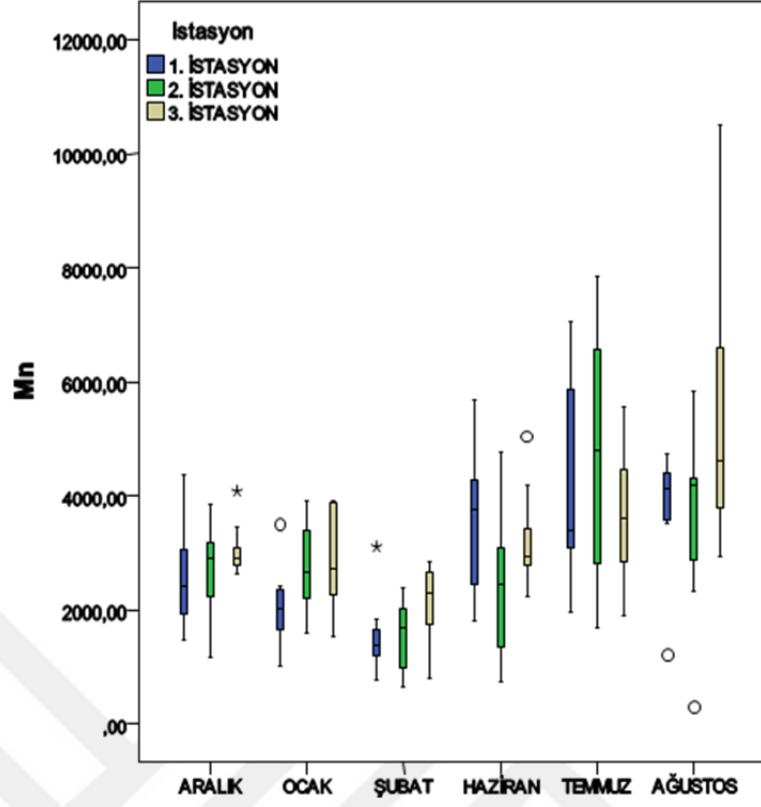 İstasyon
1. İSTASYON
2. İSTASYON
3. İSTASYON
12000,00
10000,00
8000,00
6000,00
4000,00
2000,00
,00
Mn
ARALIK OCAK ŞUBAT HAZİRAN TEMMUZ AĞUSTOS